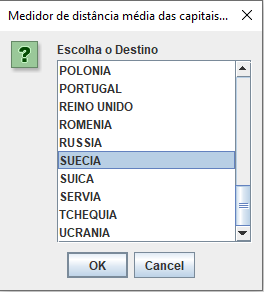 Medidor de distância média das capitais...
Escolha o Destino
POLONIA
PORTUGAL
REINO UNIDO
ROMENIA
RUSSIA
SUECIA
SUICA
SERVIA
TCHEQUIA
UCRANIA
OK
Cancel